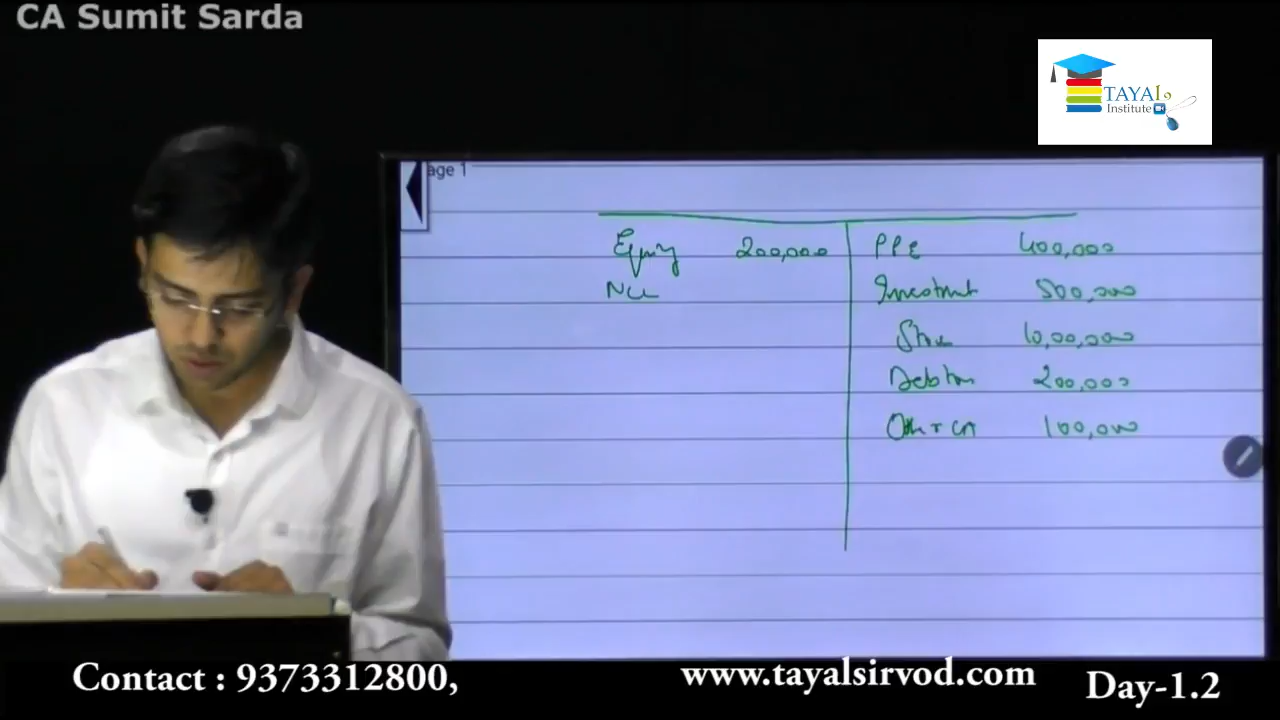 CA Sumit Sarda
TAYAl's
Institute
age 1
Equity 200,000 PPE 400,000
NCL Investment 500,000
Stock 10,00,000
Debtors 200,000
Other CA 100,000
Contact : 9373312800, www.tayalsirvod.com Day-1.2